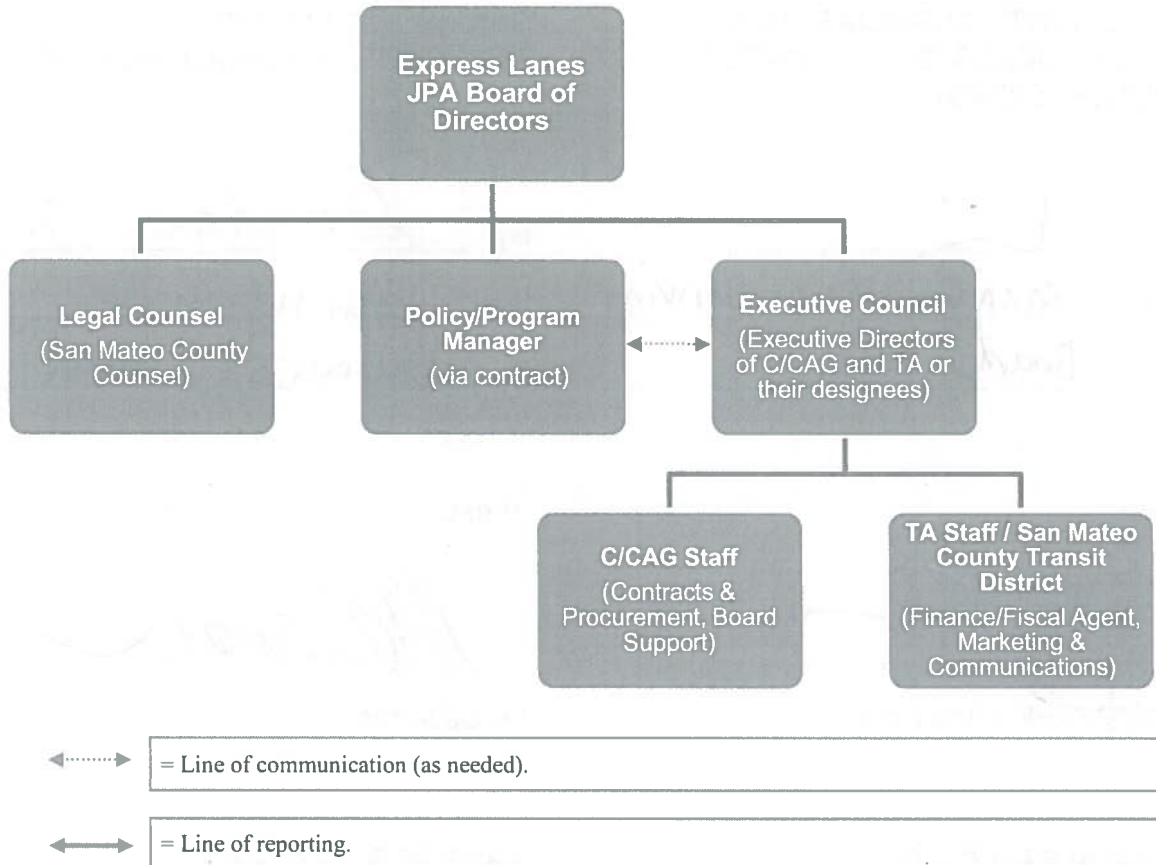 Express Lanes
JPA Board of
Directors
Legal Counsel
(San Mateo County
Counsel)
Policy/Program
Manager
(via contract)
Executive Council
(Executive Directors
of C/CAG and TA or
their designees)
C/CAG Staff
(Contracts &
Procurement, Board
Support)
TA Staff / San Mateo
County Transit
District
(Finance/Fiscal Agent,
Marketing &
Communications)
= Line of communication (as needed).
= Line of reporting.